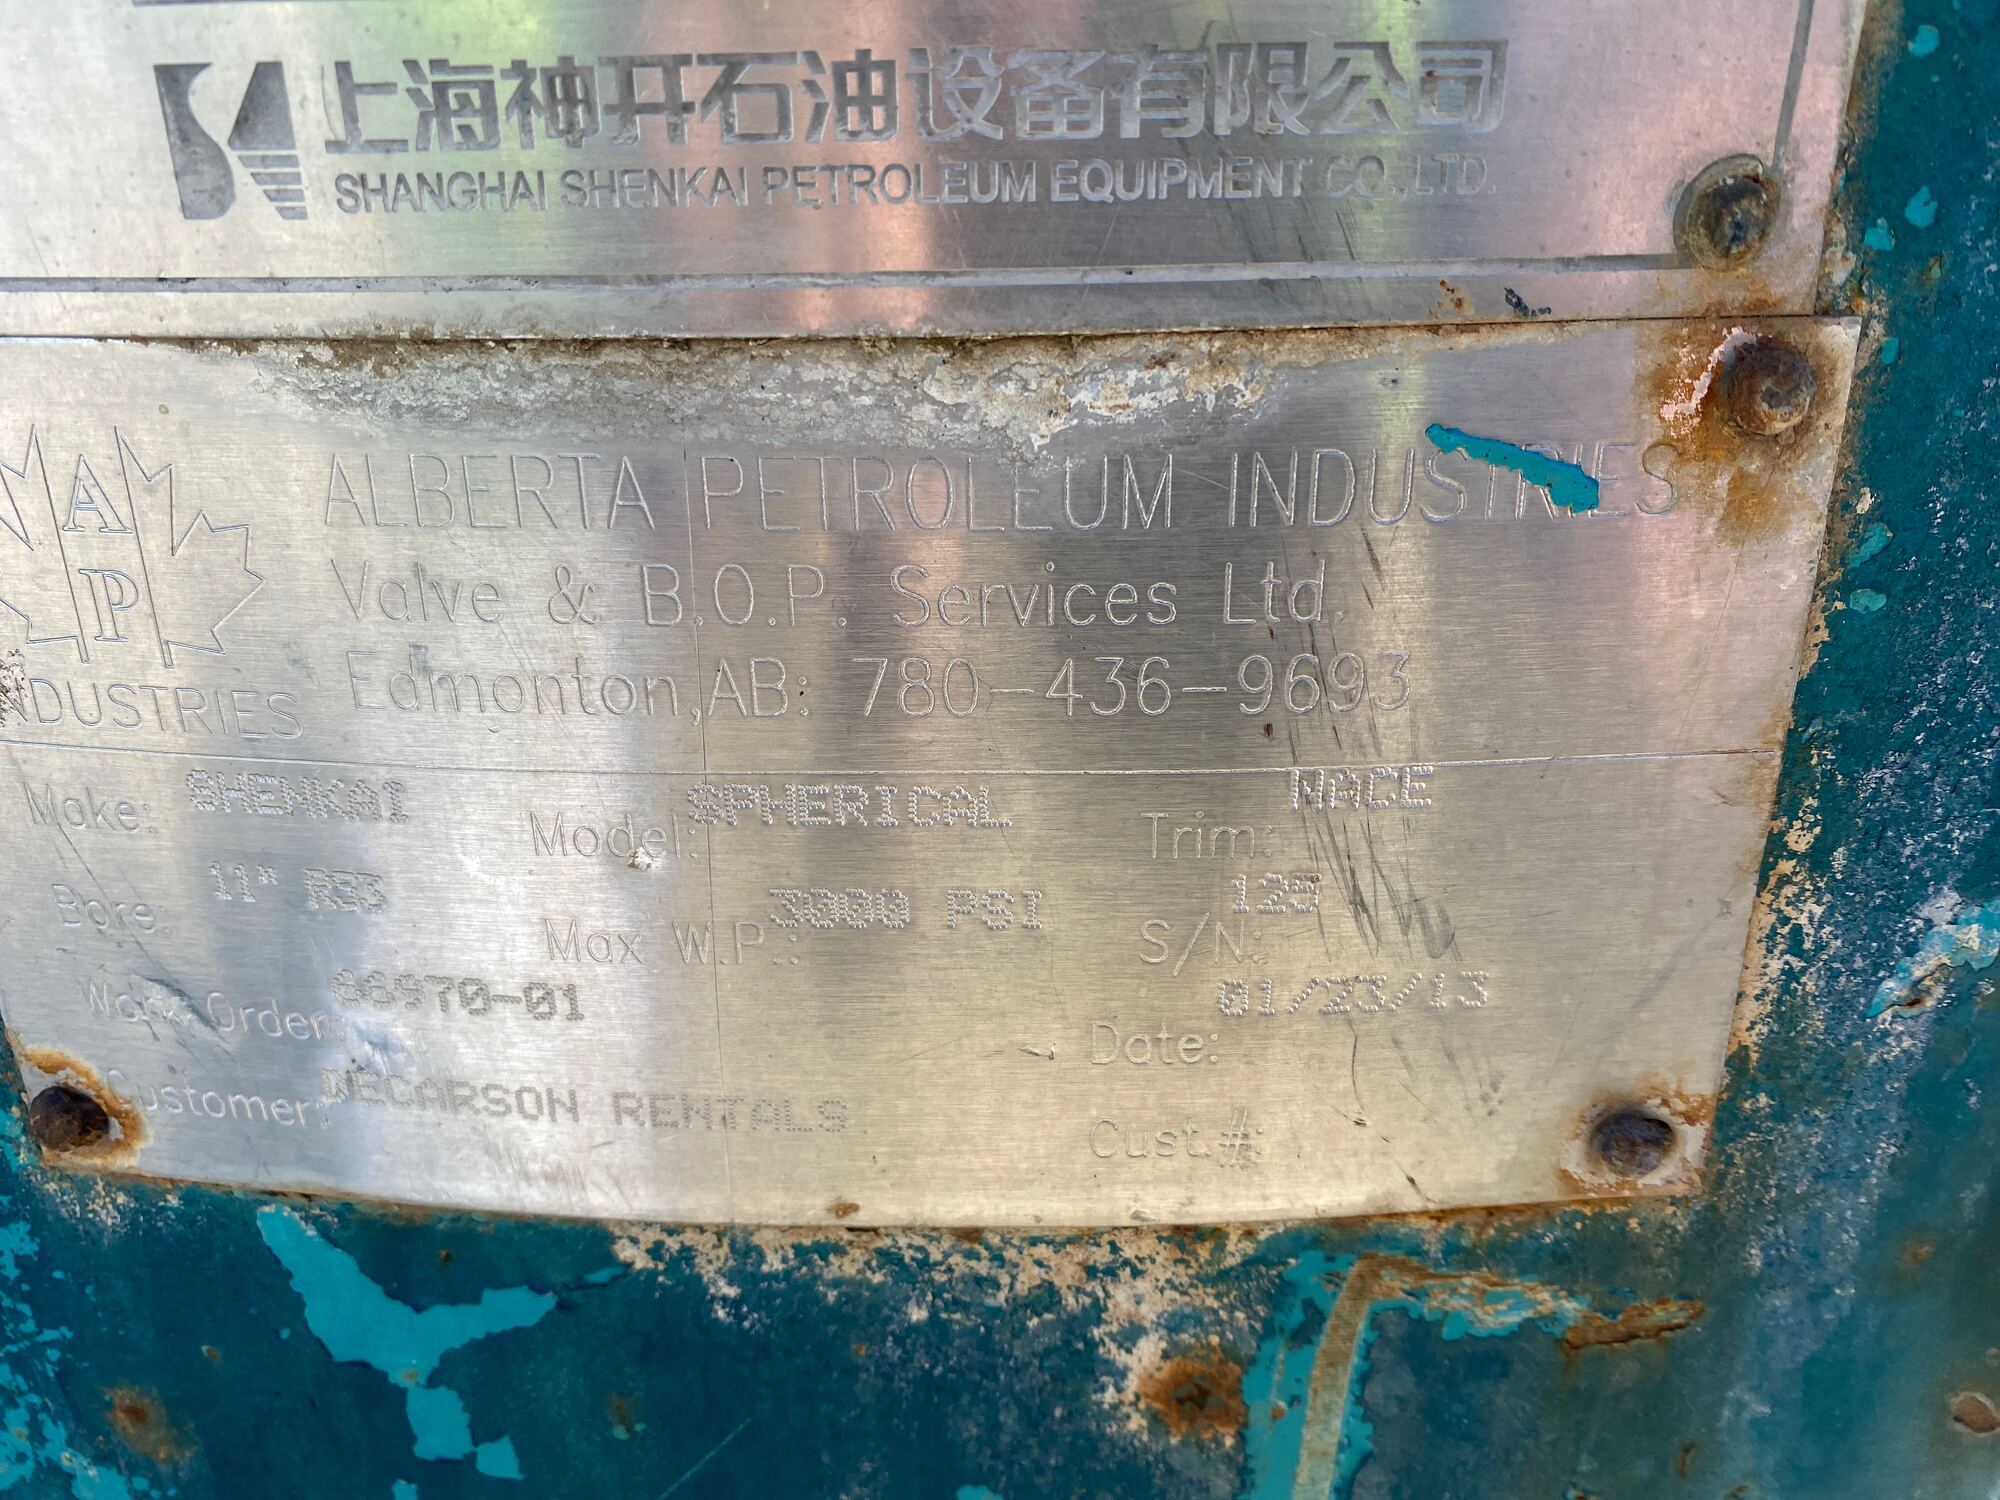 上海神开石油设备有限公司
SHANGHAI SHENKAI PETROLEUM EQUIPMENT CO.,LTD.
A P
INDUSTRIES
ALBERTA PETROLEUM INDUSTRIES
Valve & B.O.P. Services Ltd.
Edmonton, AB: 780-436-9693
Make: SHENKAI Model: SPHERICAL Trim: NACE
Bore: 11" R53 Max W.P.: 3000 PSI S/N: 125
Work Order: 66970-01 Date: 01/23/13
Customer: WECARSON RENTALS Cust.#: